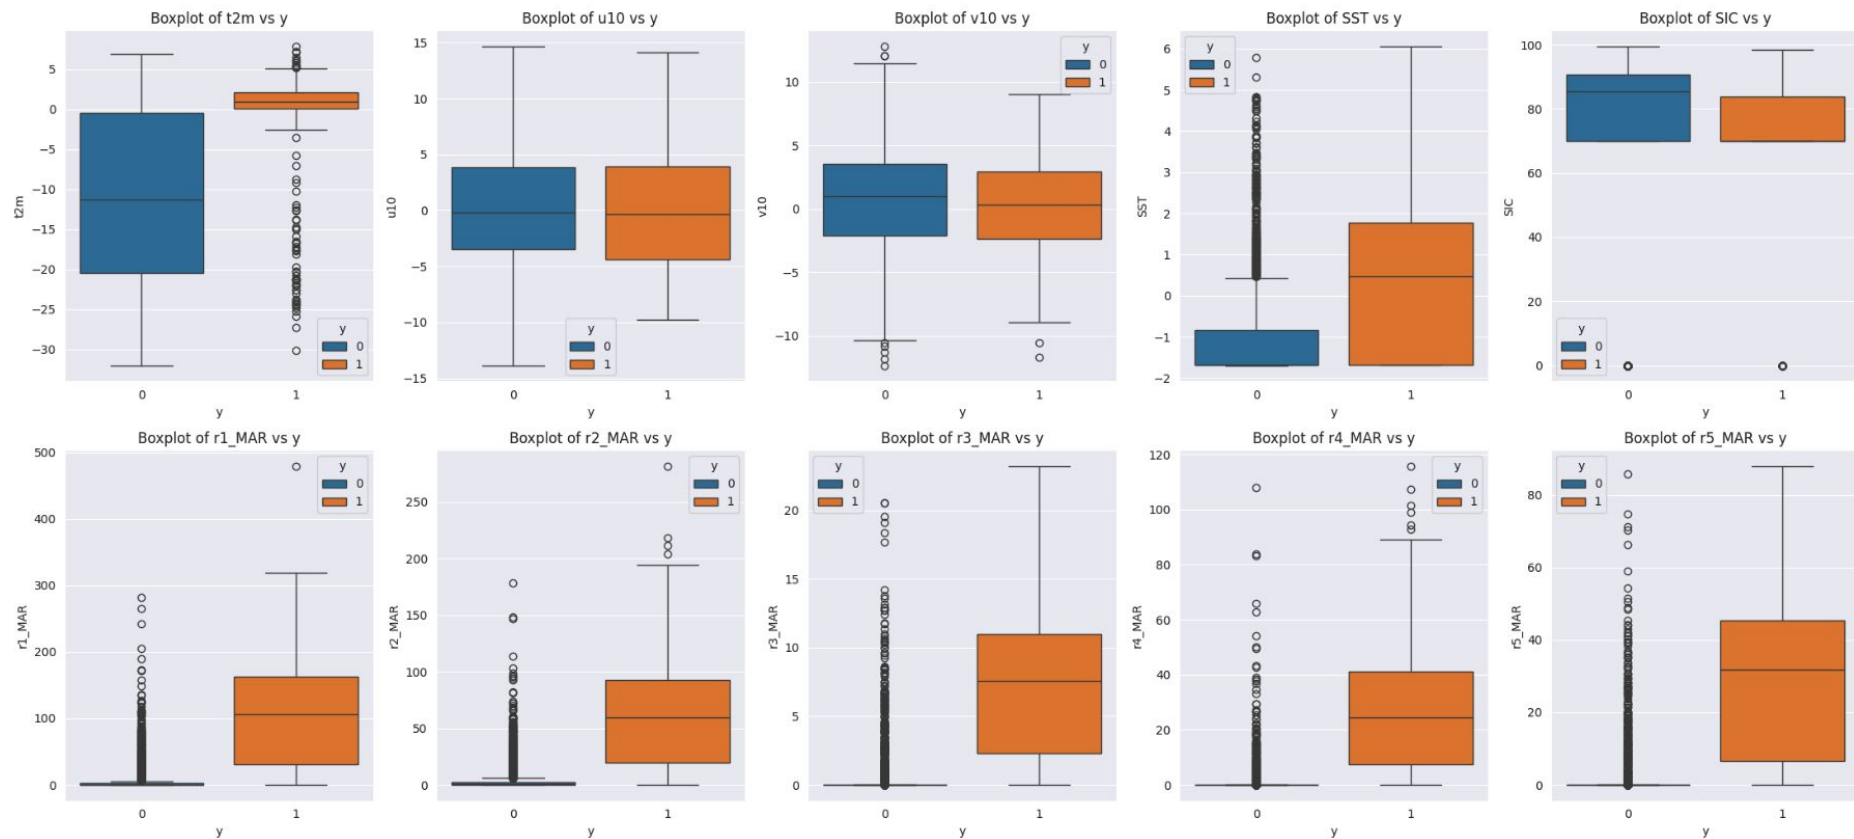 Boxplot of t2m vs y
t2m
5
0
−5
−10
−15
−20
−25
−30
y
0
1
0
1
y
Boxplot of u10 vs y
u10
15
10
5
0
−5
−10
−15
y
0
1
0
1
y
Boxplot of v10 vs y
v10
10
5
0
−5
−10
y
0
1
0
1
y
Boxplot of SST vs y
SST
6
5
4
3
2
1
0
−1
−2
y
0
1
0
1
y
Boxplot of SIC vs y
SIC
100
80
60
40
20
0
y
0
1
0
1
y
Boxplot of r1_MAR vs y
r1_MAR
500
400
300
200
100
0
y
0
1
0
1
y
Boxplot of r2_MAR vs y
r2_MAR
250
200
150
100
50
0
y
0
1
0
1
y
Boxplot of r3_MAR vs y
r3_MAR
20
15
10
5
0
y
0
1
0
1
y
Boxplot of r4_MAR vs y
r4_MAR
120
100
80
60
40
20
0
y
0
1
0
1
y
Boxplot of r5_MAR vs y
r5_MAR
80
60
40
20
0
y
0
1
0
1
y